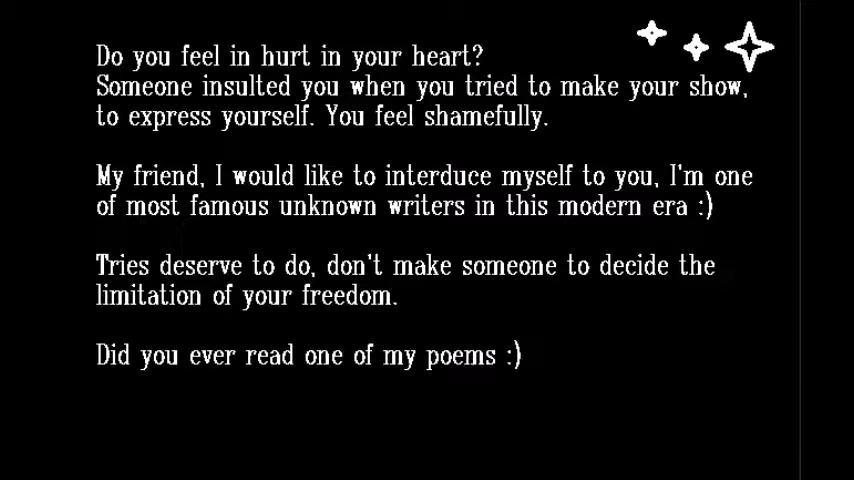 Do you feel in hurt in your heart?
Someone insulted you when you tried to make your show,
to express yourself. You feel shamefully.
My friend, I would like to interduce myself to you, I'm one
of most famous unknown writers in this modern era :)
Tries deserve to do, don't make someone to decide the
limitation of your freedom.
Did you ever read one of my poems :)